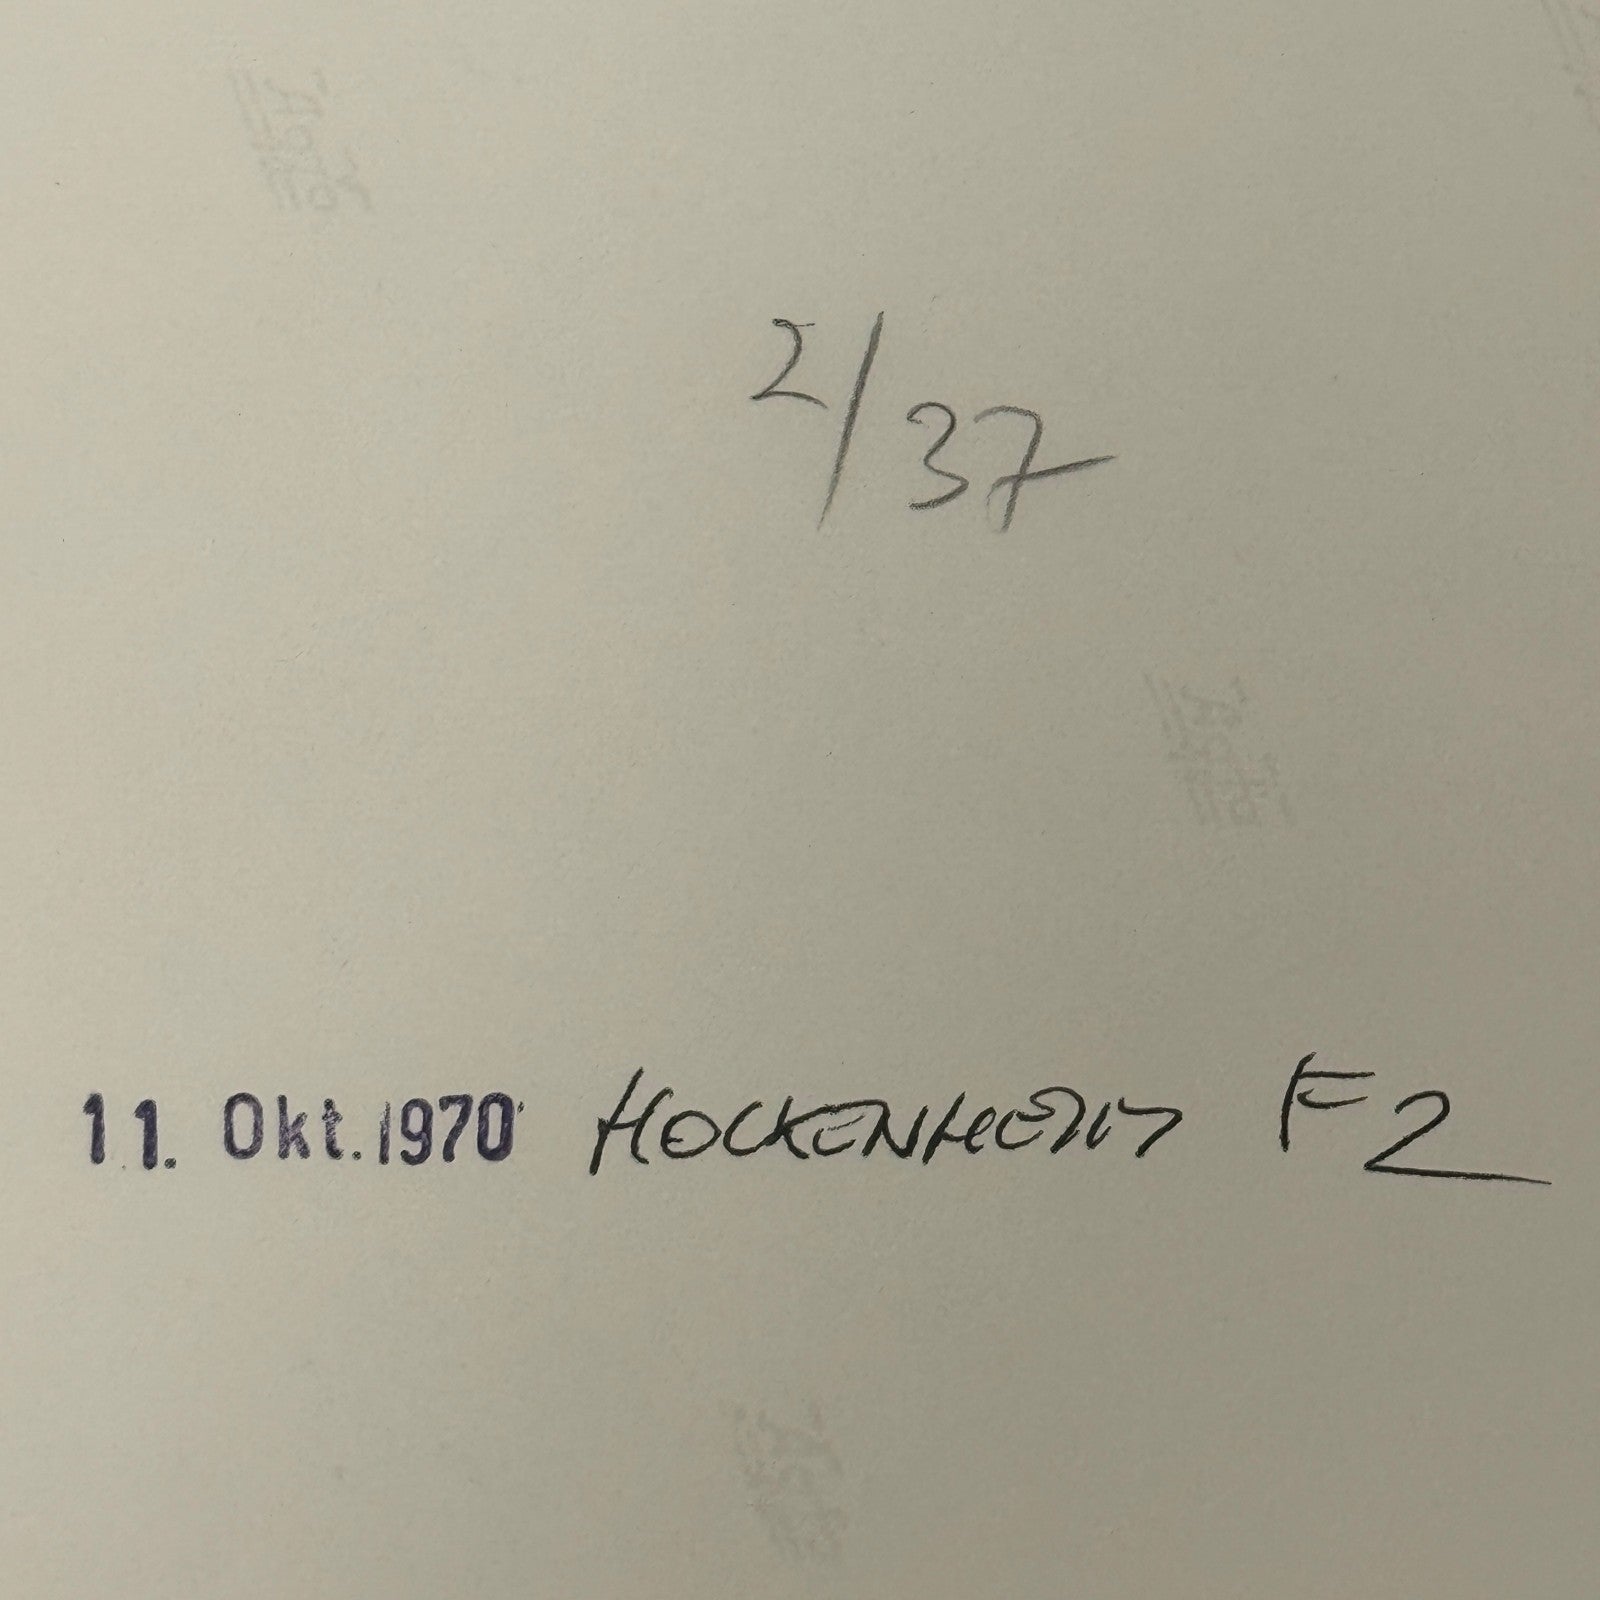 2/37
11. Okt. 1970 HOCKENHEIM F2